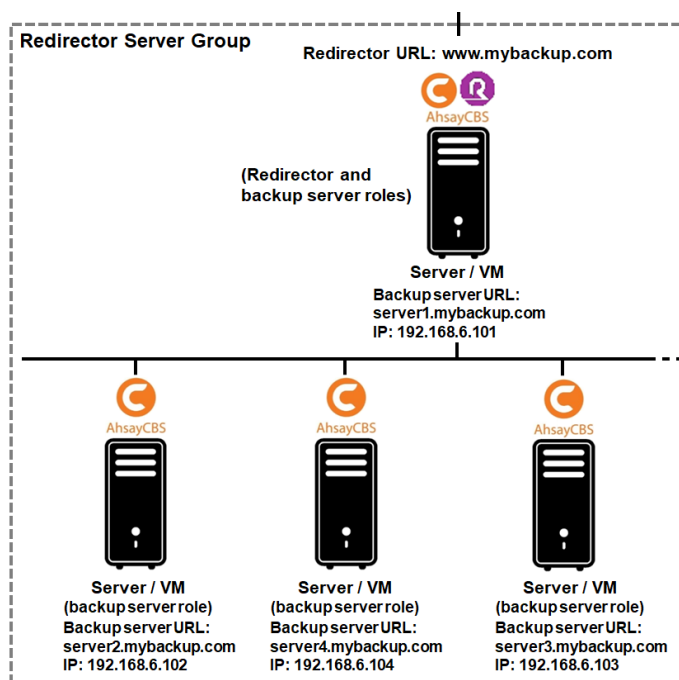 Redirector Server Group
Redirector URL: www.mybackup.com
AhsayCBS
(Redirector and
backup server roles)
Server / VM
Backup server URL:
server1.mybackup.com
IP: 192.168.6.101
AhsayCBS
Server / VM
(backup server role)
Backup server URL:
server2.mybackup.com
IP: 192.168.6.102
AhsayCBS
Server / VM
(backup server role)
Backup server URL:
server4.mybackup.com
IP: 192.168.6.104
AhsayCBS
Server / VM
(backup server role)
Backup server URL:
server3.mybackup.com
IP: 192.168.6.103